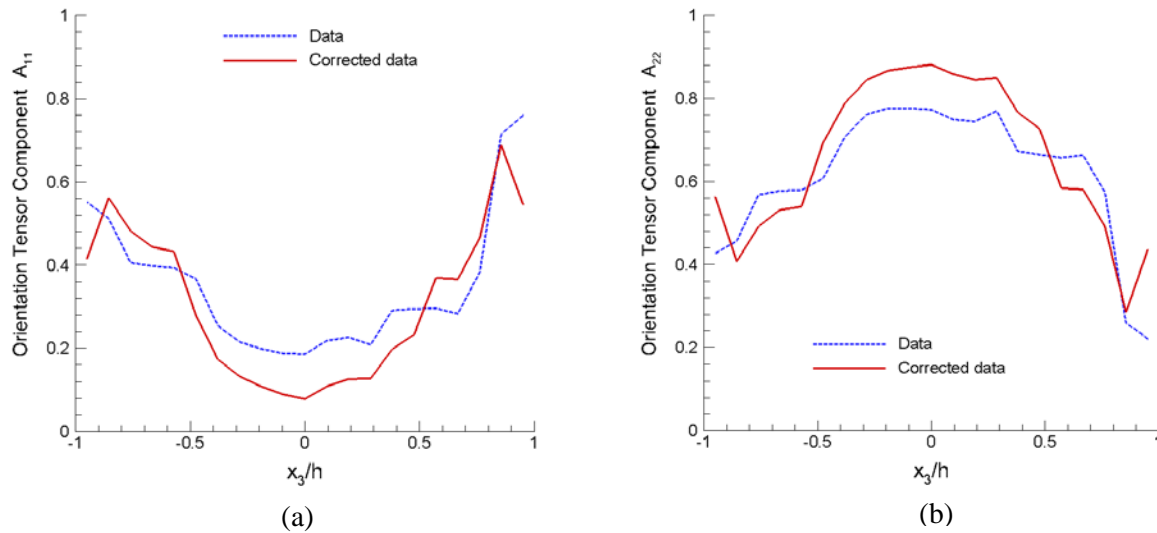 1
0.8
0.6
0.4
0.2
0
Orientation Tensor Component A₁₁
Data
Corrected data
-1
-0.5
0
0.5
1
x₃/h
(a)
1
0.8
0.6
0.4
0.2
0
Orientation Tensor Component A₂₂
Data
Corrected data
-1
-0.5
0
0.5
1
x₃/h
(b)